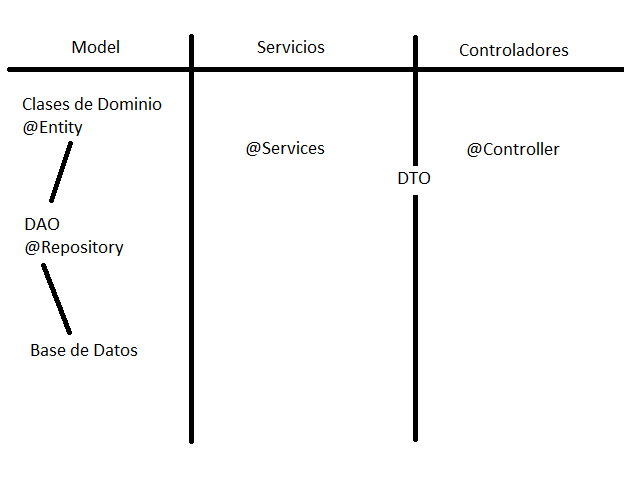 Model
Servicios
Controladores
Clases de Dominio
@Entity
@Services
@Controller
DTO
DAO
@Repository
Base de Datos